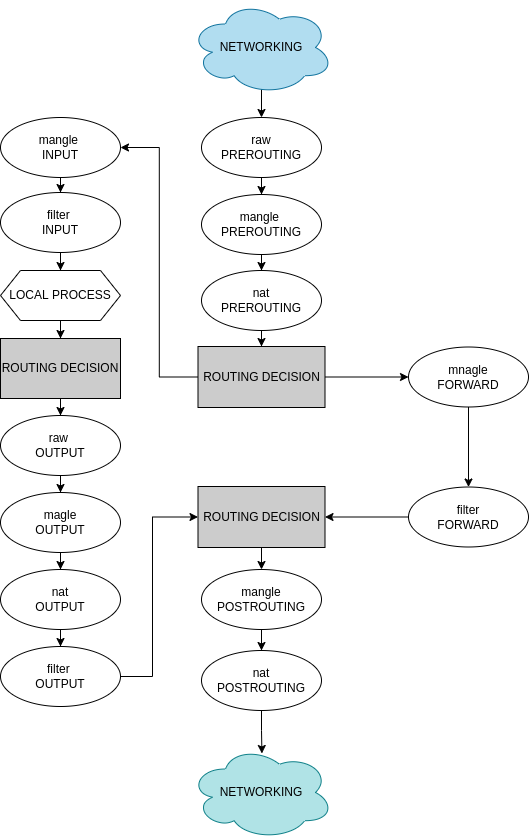 NETWORKING
raw
PREROUTING
mangle
PREROUTING
nat
PREROUTING
ROUTING DECISION
mangle
INPUT
filter
INPUT
LOCAL PROCESS
ROUTING DECISION
raw
OUTPUT
magle
OUTPUT
nat
OUTPUT
filter
OUTPUT
mnagle
FORWARD
filter
FORWARD
ROUTING DECISION
mangle
POSTROUTING
nat
POSTROUTING
NETWORKING